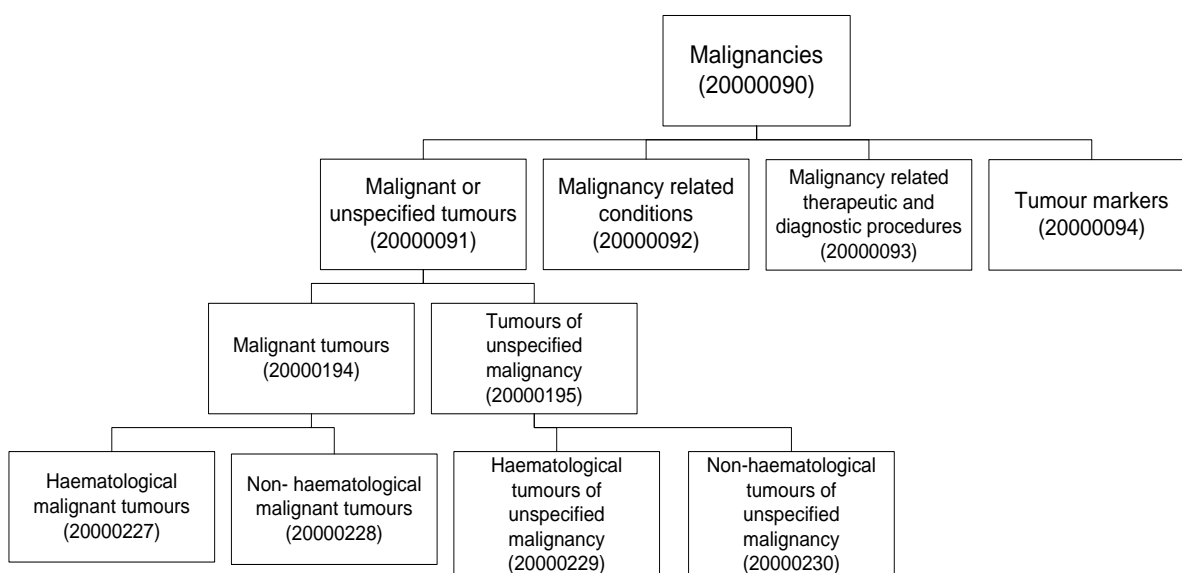 Malignancies
(20000090)
Malignant or
unspecified tumours
(20000091)
Malignancy related
conditions
(20000092)
Malignancy related
therapeutic and
diagnostic procedures
(20000093)
Tumour markers
(20000094)
Malignant tumours
(20000194)
Tumours of
unspecified
malignancy
(20000195)
Haematological
malignant tumours
(20000227)
Non- haematological
malignant tumours
(20000228)
Haematological
tumours of
unspecified
malignancy
(20000229)
Non-haematological
tumours of
unspecified
malignancy
(20000230)